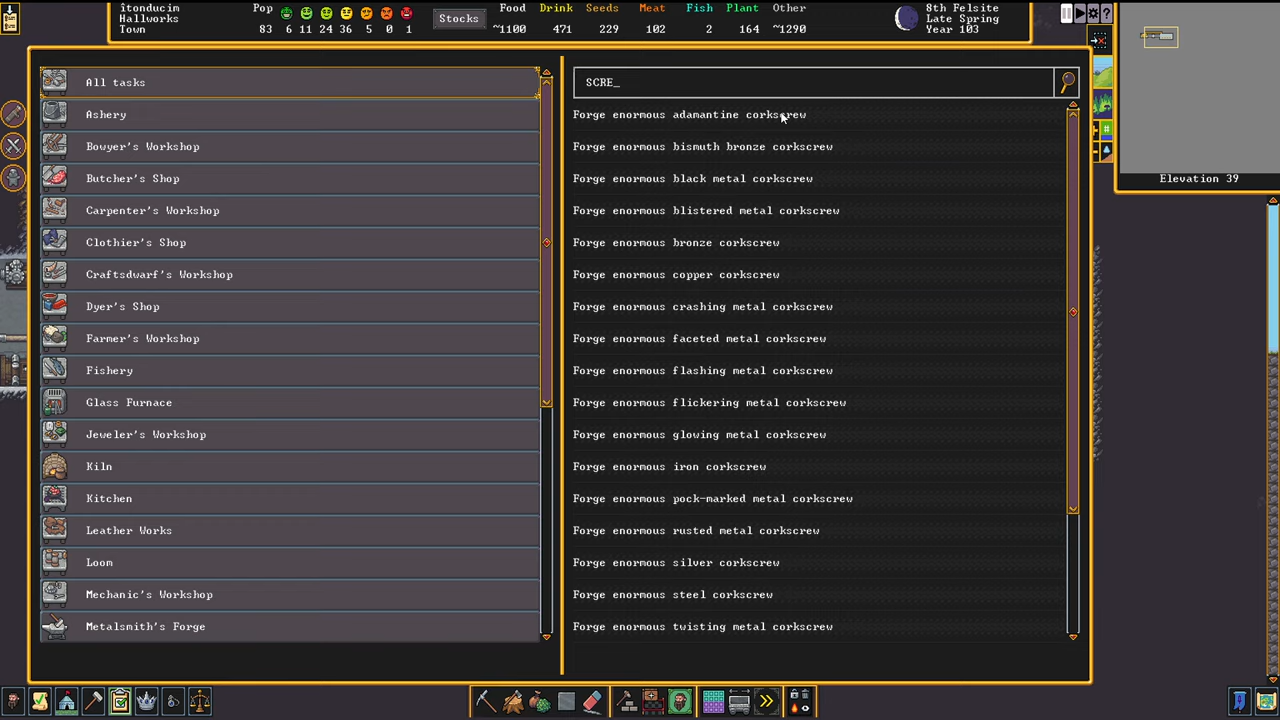 itonducim
Hallworks
Town
Pop
83 6 11 24 36 5 0 1
Stocks
Food Drink Seeds Meat Fish Plant Other
~1100 471 229 102 2 164 ~1290
8th Felsite
Late Spring
Year 103
?
Elevation 39
All tasks
Ashery
Bowyer's Workshop
Butcher's Shop
Carpenter's Workshop
Clothier's Shop
Craftsdwarf's Workshop
Dyer's Shop
Farmer's Workshop
Fishery
Glass Furnace
Jeweler's Workshop
Kiln
Kitchen
Leather Works
Loom
Mechanic's Workshop
Metalsmith's Forge
SCRE_
Forge enormous adamantine corkscrew
Forge enormous bismuth bronze corkscrew
Forge enormous black metal corkscrew
Forge enormous blistered metal corkscrew
Forge enormous bronze corkscrew
Forge enormous copper corkscrew
Forge enormous crashing metal corkscrew
Forge enormous faceted metal corkscrew
Forge enormous flashing metal corkscrew
Forge enormous flickering metal corkscrew
Forge enormous glowing metal corkscrew
Forge enormous iron corkscrew
Forge enormous pock-marked metal corkscrew
Forge enormous rusted metal corkscrew
Forge enormous silver corkscrew
Forge enormous steel corkscrew
Forge enormous twisting metal corkscrew